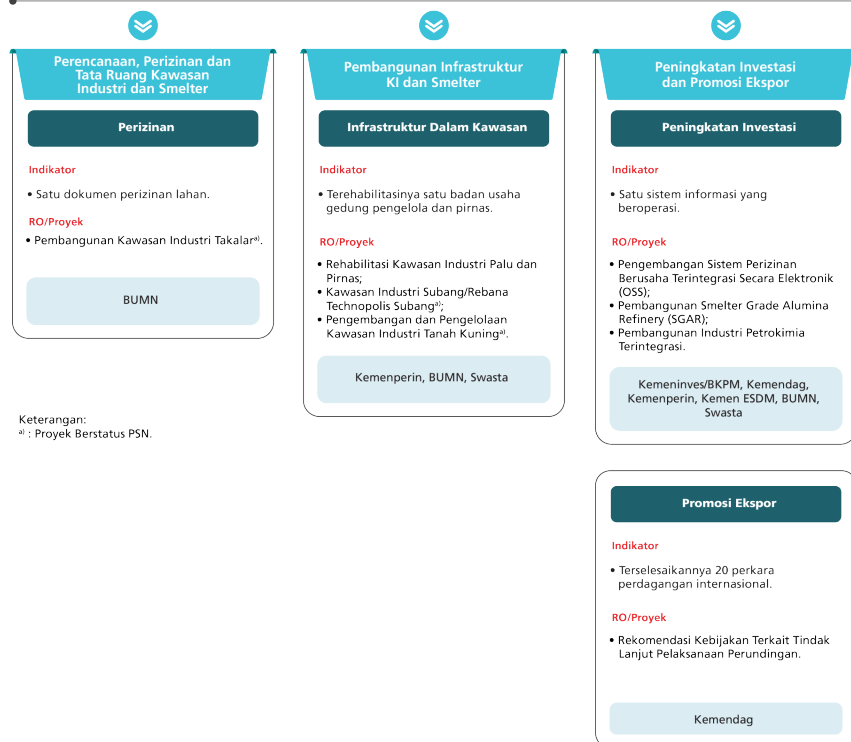 Perencanaan, Perizinan dan
Tata Ruang Kawasan
Industri dan Smelter
Perizinan
Indikator
• Satu dokumen perizinan lahan.
RO/Proyek
• Pembangunan Kawasan Industri Takalarᵃ⁾.
BUMN
Keterangan:
ᵃ⁾ : Proyek Berstatus PSN.
Pembangunan Infrastruktur
KI dan Smelter
Infrastruktur Dalam Kawasan
Indikator
• Terehabilitasinya satu badan usaha
gedung pengelola dan pirnas.
RO/Proyek
• Rehabilitasi Kawasan Industri Palu dan
Pirnas;
• Kawasan Industri Subang/Rebana
Technopolis Subangᵃ⁾;
• Pengembangan dan Pengelolaan
Kawasan Industri Tanah Kuningᵃ⁾.
Kemenperin, BUMN, Swasta
Peningkatan Investasi
dan Promosi Ekspor
Peningkatan Investasi
Indikator
• Satu sistem informasi yang
beroperasi.
RO/Proyek
• Pengembangan Sistem Perizinan
Berusaha Terintegrasi Secara Elektronik
(OSS);
• Pembangunan Smelter Grade Alumina
Refinery (SGAR);
• Pembangunan Industri Petrokimia
Terintegrasi.
Kemeninves/BKPM, Kemendag,
Kemenperin, Kemen ESDM, BUMN,
Swasta
Promosi Ekspor
Indikator
• Terselesaikannya 20 perkara
perdagangan internasional.
RO/Proyek
• Rekomendasi Kebijakan Terkait Tindak
Lanjut Pelaksanaan Perundingan.
Kemendag